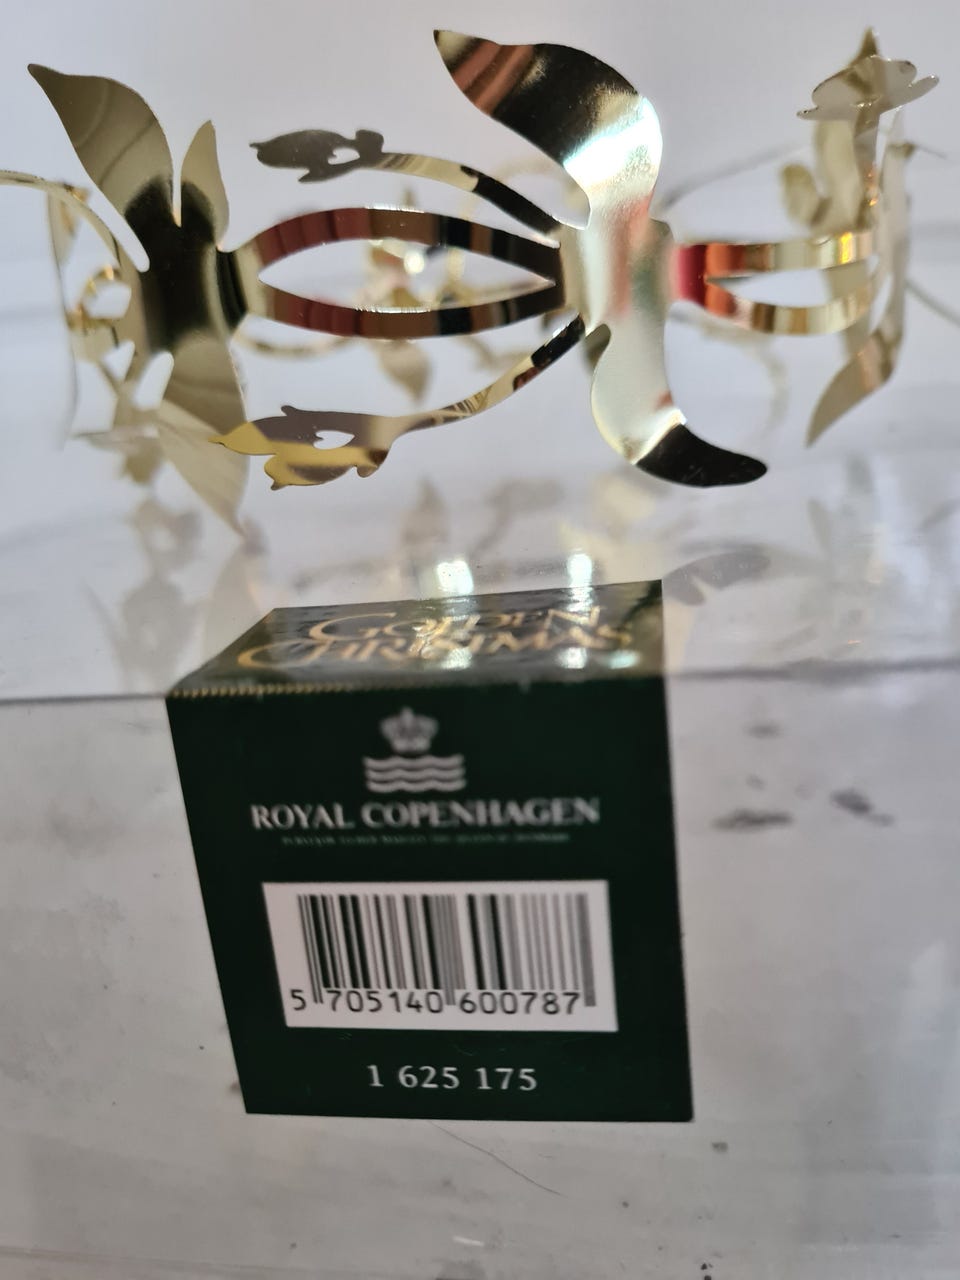 GOLDEN
CHRISTMAS
ROYAL COPENHAGEN
5 705140 600787
1 625 175